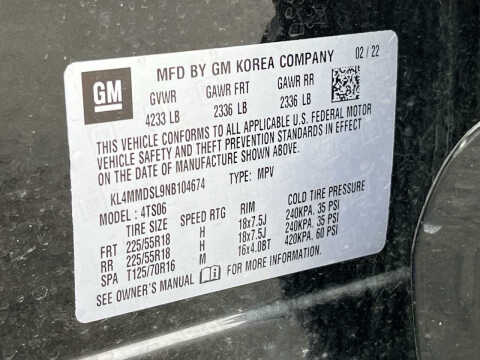 GM
MFD BY GM KOREA COMPANY 02/22
GVWR GAWR FRT GAWR RR
4233 LB 2336 LB 2336 LB
THIS VEHICLE CONFORMS TO ALL APPLICABLE U.S. FEDERAL MOTOR
VEHICLE SAFETY AND THEFT PREVENTION STANDARDS IN EFFECT
ON THE DATE OF MANUFACTURE SHOWN ABOVE.
KL4MMDSL9NB104674 TYPE: MPV
MODEL: 4TS06
TIRE SIZE SPEED RTG RIM COLD TIRE PRESSURE
FRT 225/55R18 H 18x7.5J 240KPA, 35 PSI
RR 225/55R18 H 18x7.5J 240KPA, 35 PSI
SPA T125/70R16 M 16x4.0BT 420KPA, 60 PSI
SEE OWNER'S MANUAL FOR MORE INFORMATION.